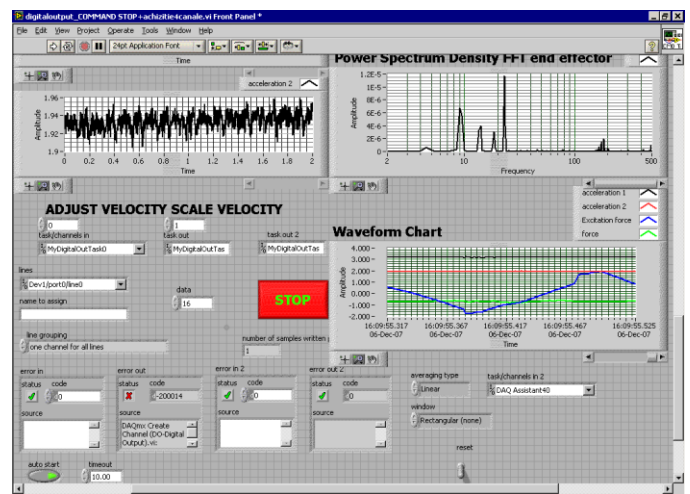 digitaloutput_COMMAND STOP+achizitie4canale.vi Front Panel *
File Edit View Project Operate Tools Window Help
24pt Application Font
Time
Power Spectrum Density FFT end effector
acceleration 2
1.96
1.94
1.92
1.9
Amplitude
0 0.2 0.4 0.6 0.8 1 1.2 1.4 1.6 1.8 2
Time
1.2E-5
1E-5
8E-6
6E-6
4E-6
2E-6
0
Amplitude
2 10 100 500
Frequency
ADJUST VELOCITY SCALE VELOCITY
0
1
task/channels in
task out
task out 2
MyDigitalOutTask0
MyDigitalOutTas
MyDigitalOutTas
lines
Dev1/port0/line0
data
16
name to assign
STOP
line grouping
one channel for all lines
number of samples written
1
acceleration 1
acceleration 2
Excitation force
force
Waveform Chart
4.000
3.000
2.000
1.000
0.000
-1.000
-2.000
Amplitude
16:09:55.317 16:09:55.367 16:09:55.417 16:09:55.467 16:09:55.525
06-Dec-07 06-Dec-07 06-Dec-07 06-Dec-07 06-Dec-07
Time
error in
error out
error in 2
error out 2
status code
status code
status code
status code
0
-200014
0
0
source
source
source
source
DAQmx Create
Channel (DO-Digital
Output).vi:
averaging type
Linear
task/channels in 2
DAQ Assistant40
window
Rectangular (none)
reset
auto start
timeout
10.00